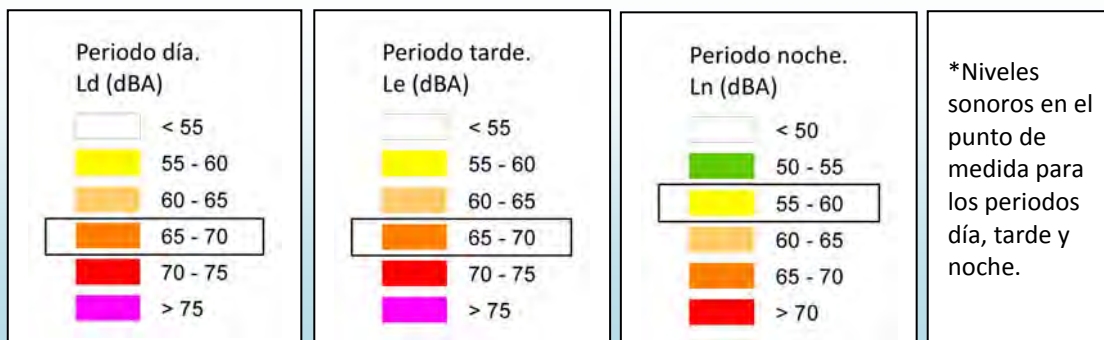 Periodo día.
Ld (dBA)
< 55
55 - 60
60 - 65
65 - 70
70 - 75
> 75
Periodo tarde.
Le (dBA)
< 55
55 - 60
60 - 65
65 - 70
70 - 75
> 75
Periodo noche.
Ln (dBA)
< 50
50 - 55
55 - 60
60 - 65
65 - 70
> 70
*Niveles
sonoros en el
punto de
medida para
los periodos
día, tarde y
noche.